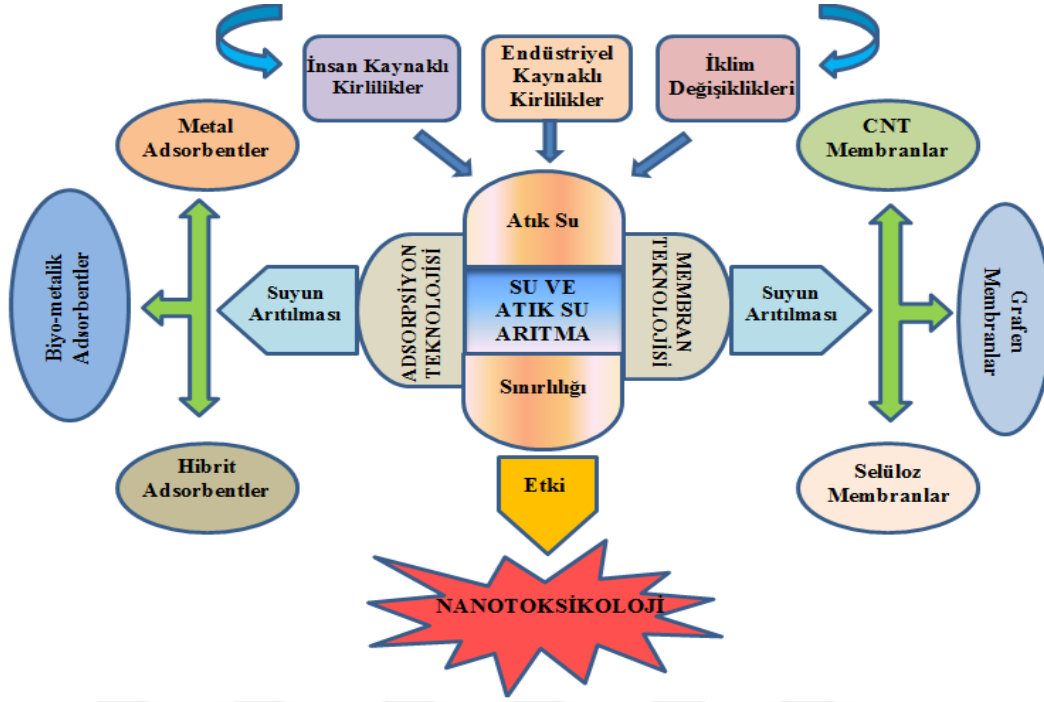 İnsan Kaynaklı
Kirlilikler
Endüstriyel
Kaynaklı
Kirlilikler
İklim
Değişiklikleri
Metal
Adsorbentler
CNT
Membranlar
Atık Su
Biyo-metalik
Adsorbentler
Suyun
Arıtılması
ADSORPSİYON
TEKNOLOJİSİ
SU VE
ATIK SU
ARITMA
MEMBRAN
TEKNOLOJİSİ
Suyun
Arıtılması
Grafen
Membranlar
Sınırlılığı
Hibrit
Adsorbentler
Selüloz
Membranlar
Etki
NANOTOKSİKOLOJİ